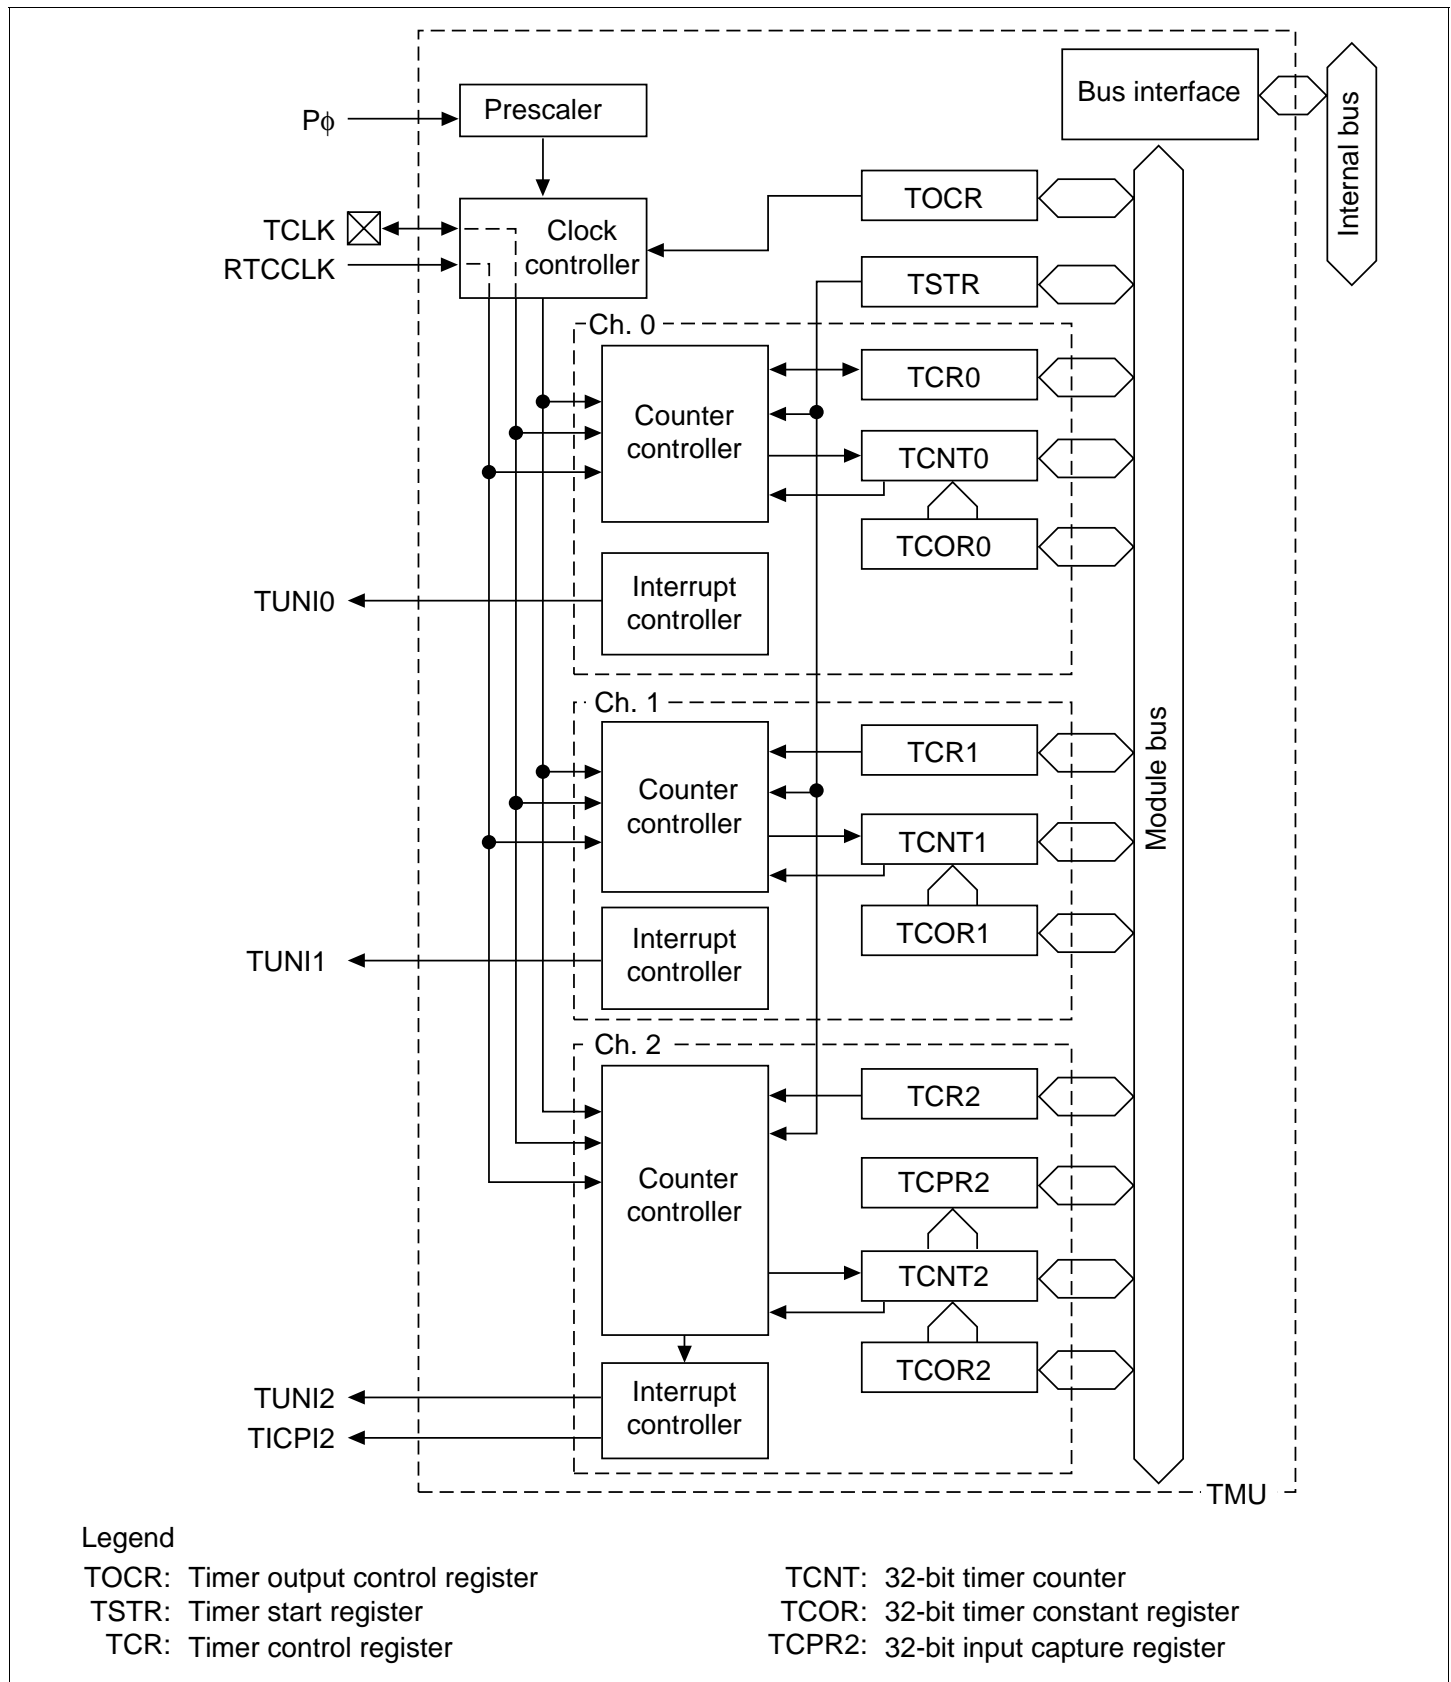 Bus interface
Internal bus
Pϕ
Prescaler
TOCR
TCLK
Clock
controller
RTCCLK
TSTR
Ch. 0
TCR0
Counter
controller
TCNT0
TCOR0
Interrupt
controller
TUNI0
Module bus
Ch. 1
TCR1
Counter
controller
TCNT1
TCOR1
Interrupt
controller
TUNI1
Ch. 2
TCR2
TCPR2
Counter
controller
TCNT2
TCOR2
Interrupt
controller
TUNI2
TICPI2
TMU
Legend
TOCR: Timer output control register
TSTR: Timer start register
TCR: Timer control register
TCNT: 32-bit timer counter
TCOR: 32-bit timer constant register
TCPR2: 32-bit input capture register